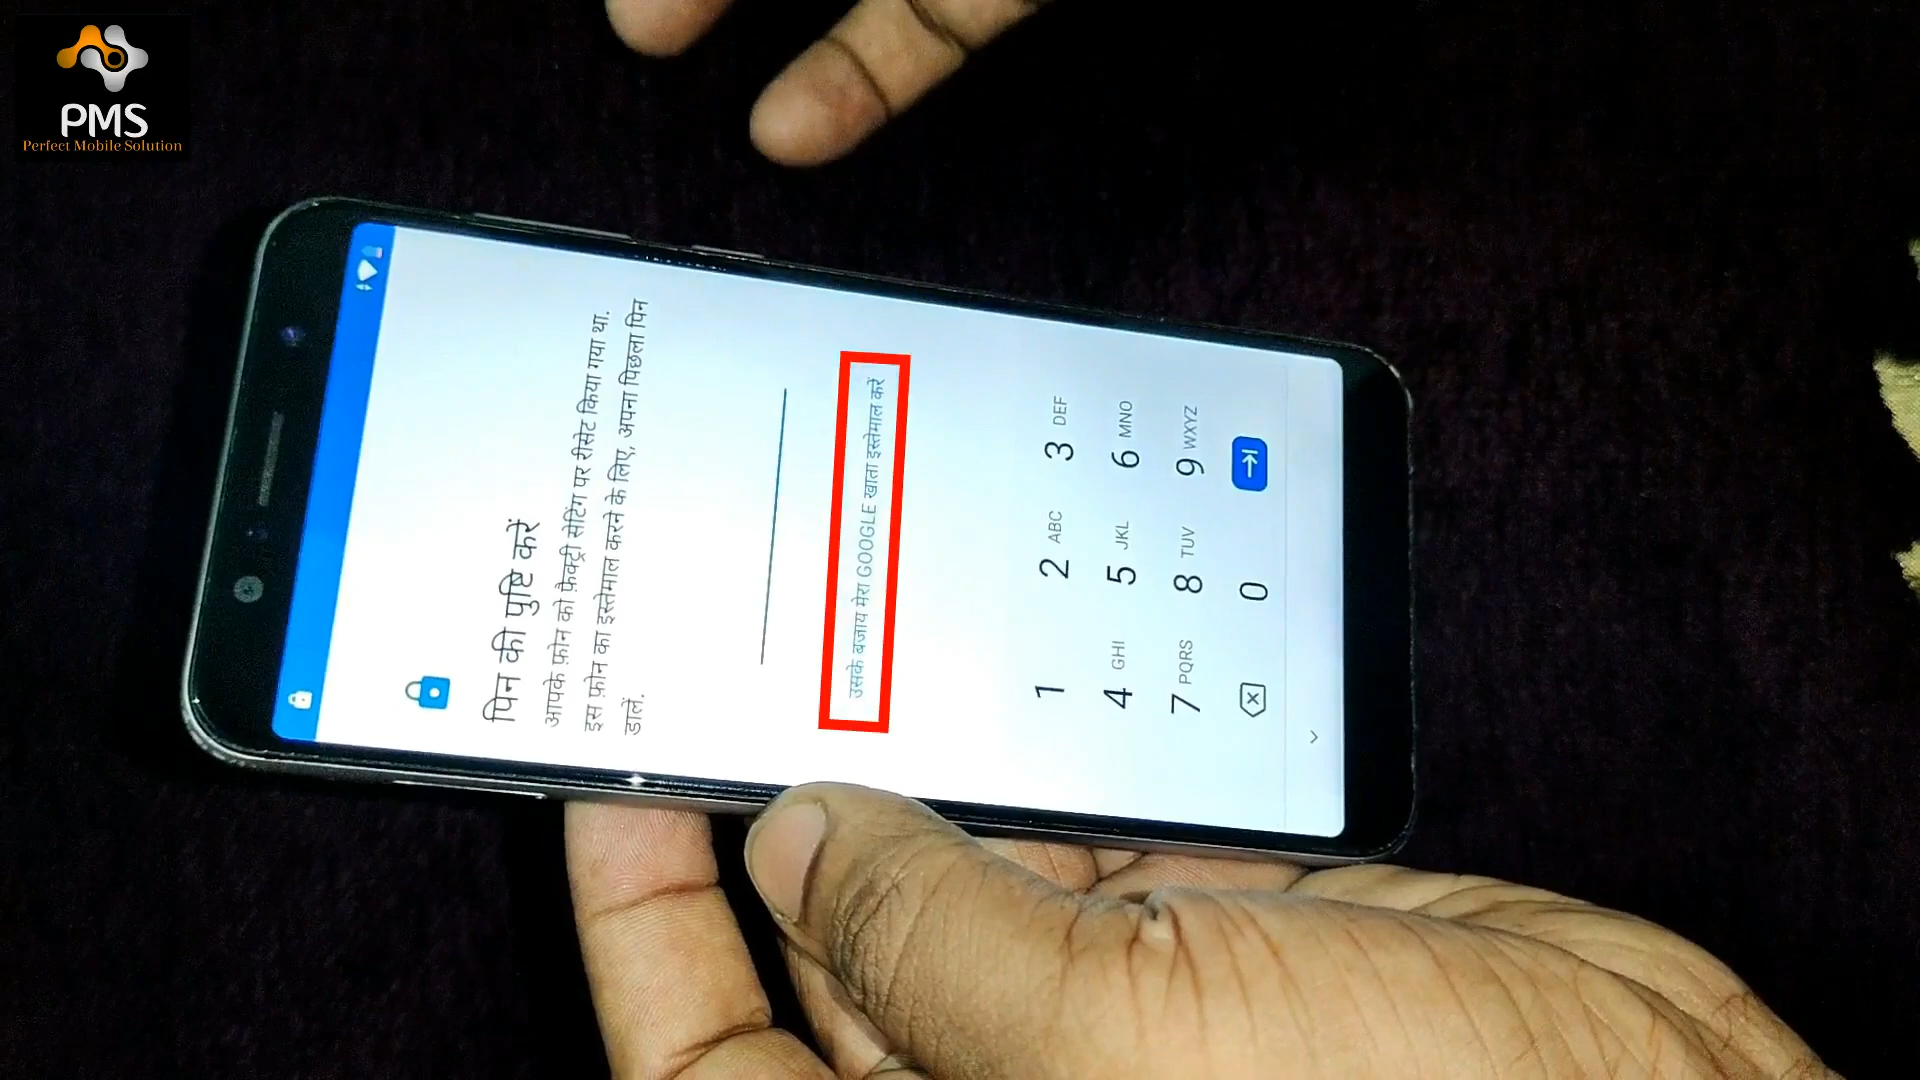 PMS
Perfect Mobile Solution
पिन की पुष्टि करें
आपके फ़ोन को फ़ैक्ट्री सेटिंग पर रीसेट किया गया था.
इस फ़ोन का इस्तेमाल करने के लिए, अपना पिछला पिन
डालें.
उसके बजाय मेरा GOOGLE खाता इस्तेमाल करें
1 2 ABC 3 DEF
4 GHI 5 JKL 6 MNO
7 PQRS 8 TUV 9 WXYZ
0